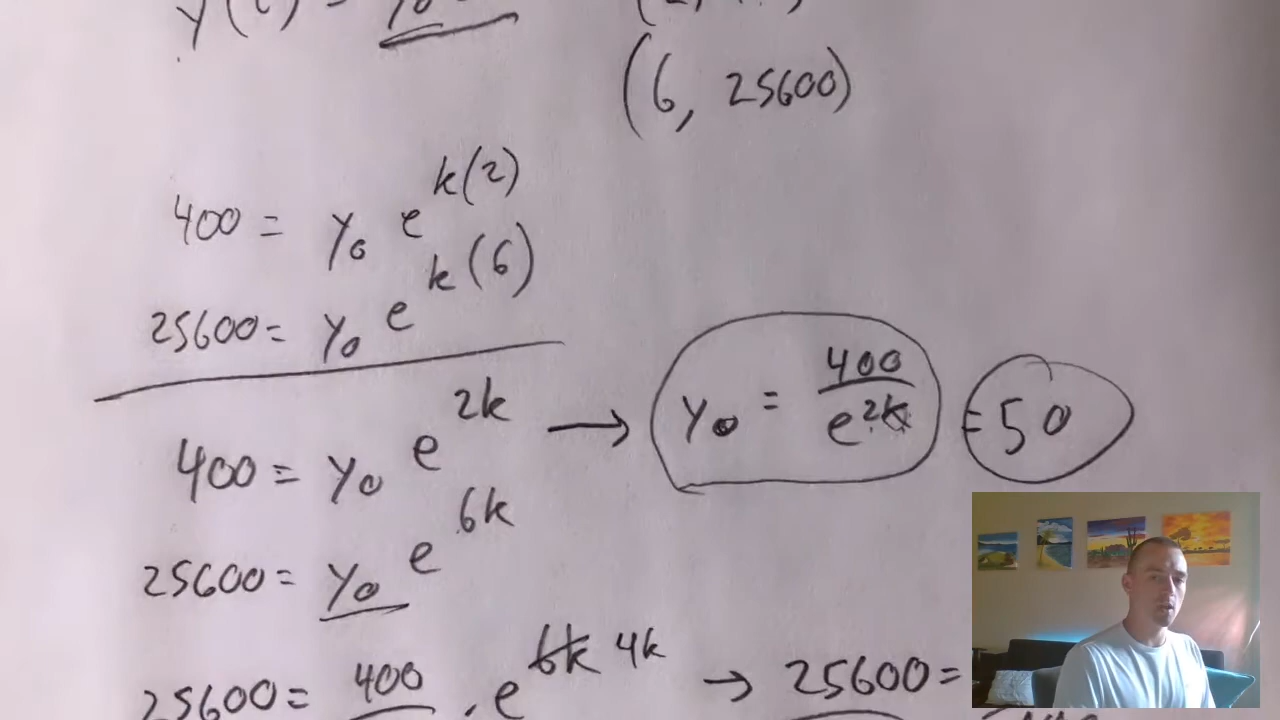 (6, 25600)
400 = y₀ e^k(2)
25600 = y₀ e^k(6)
400 = y₀ e^2k → y₀ = 400/e^2k = 50
25600 = y₀ e^6k
25600 = 400 · e^6k 4k → 25600 =